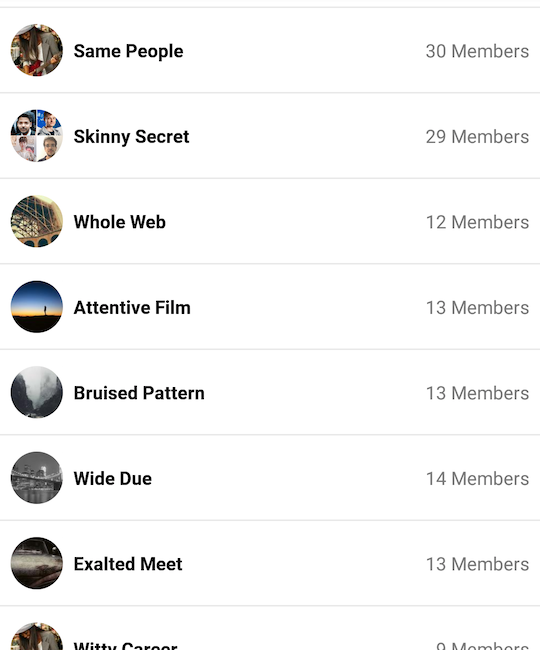 Same People 30 Members
Skinny Secret 29 Members
Whole Web 12 Members
Attentive Film 13 Members
Bruised Pattern 13 Members
Wide Due 14 Members
Exalted Meet 13 Members
Witty Career 9 Members